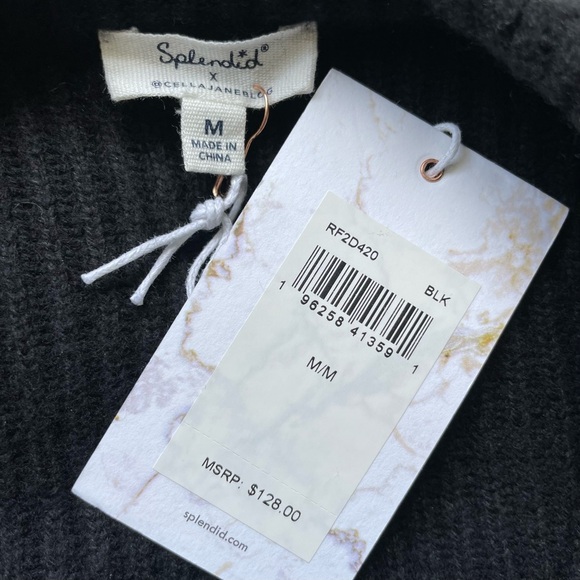 Splendid®
x
@CELLAJANEBLOG
M
MADE IN
CHINA
RF2D420
BLK
1 96258 41359 1
M/M
MSRP: $128.00
splendid.com